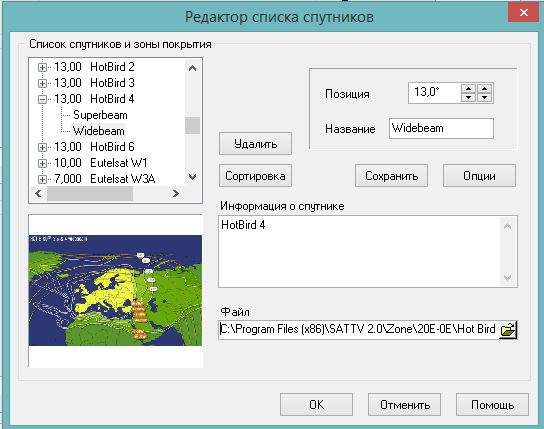 Редактор списка спутников
Список спутников и зоны покрытия
13,00 HotBird 2
13,00 HotBird 3
13,00 HotBird 4
Superbeam
Widebeam
13,00 HotBird 6
10,00 Eutelsat W1
7,000 Eutelsat W3A
Позиция 13,0°
Название Widebeam
Удалить
Сортировка
Сохранить
Опции
Информация о спутнике
HotBird 4
Файл
C:\Program Files (x86)\SATTV 2.0\Zone\20E-0E\Hot Bird
OK
Отменить
Помощь